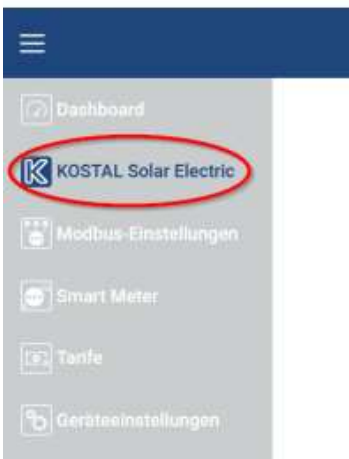 Dashboard
KOSTAL Solar Electric
Modbus-Einstellungen
Smart Meter
Tarife
Geräteeinstellungen